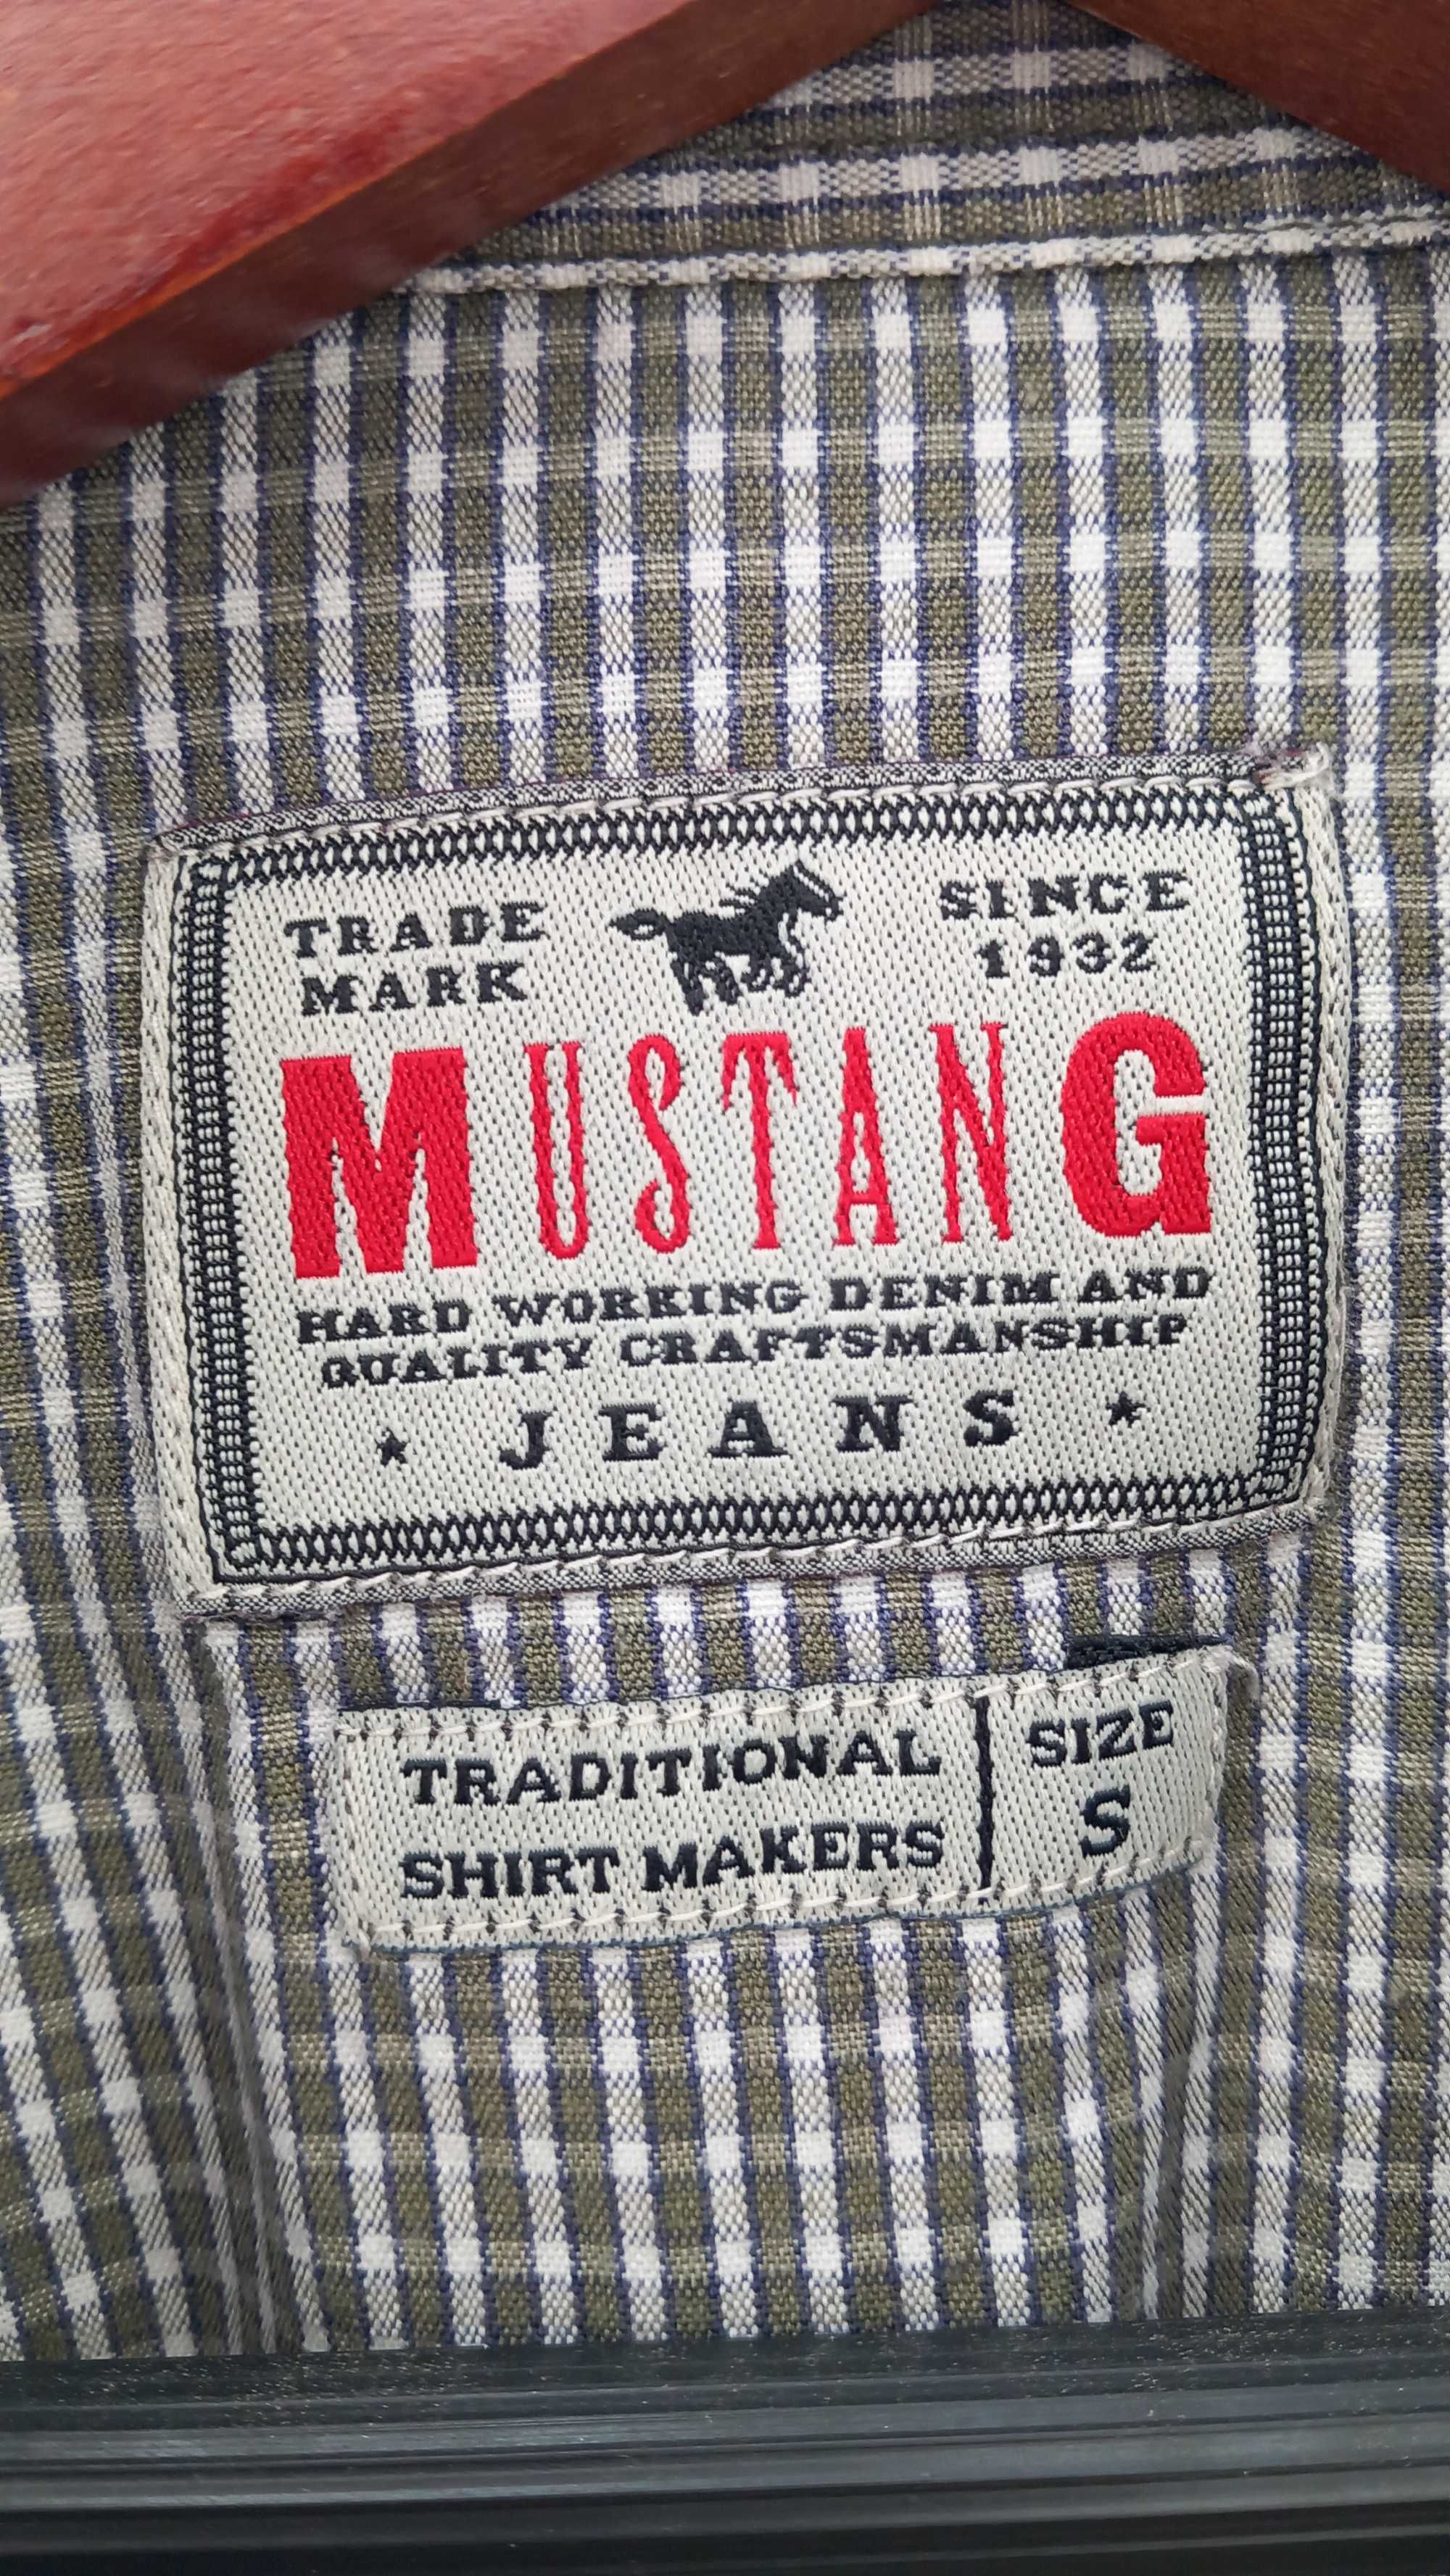 TRADE MARK
SINCE 1932
MUSTANG
HARD WORKING DENIM AND
QUALITY CRAFTSMANSHIP
★ JEANS ★
TRADITIONAL
SHIRT MAKERS
SIZE
S